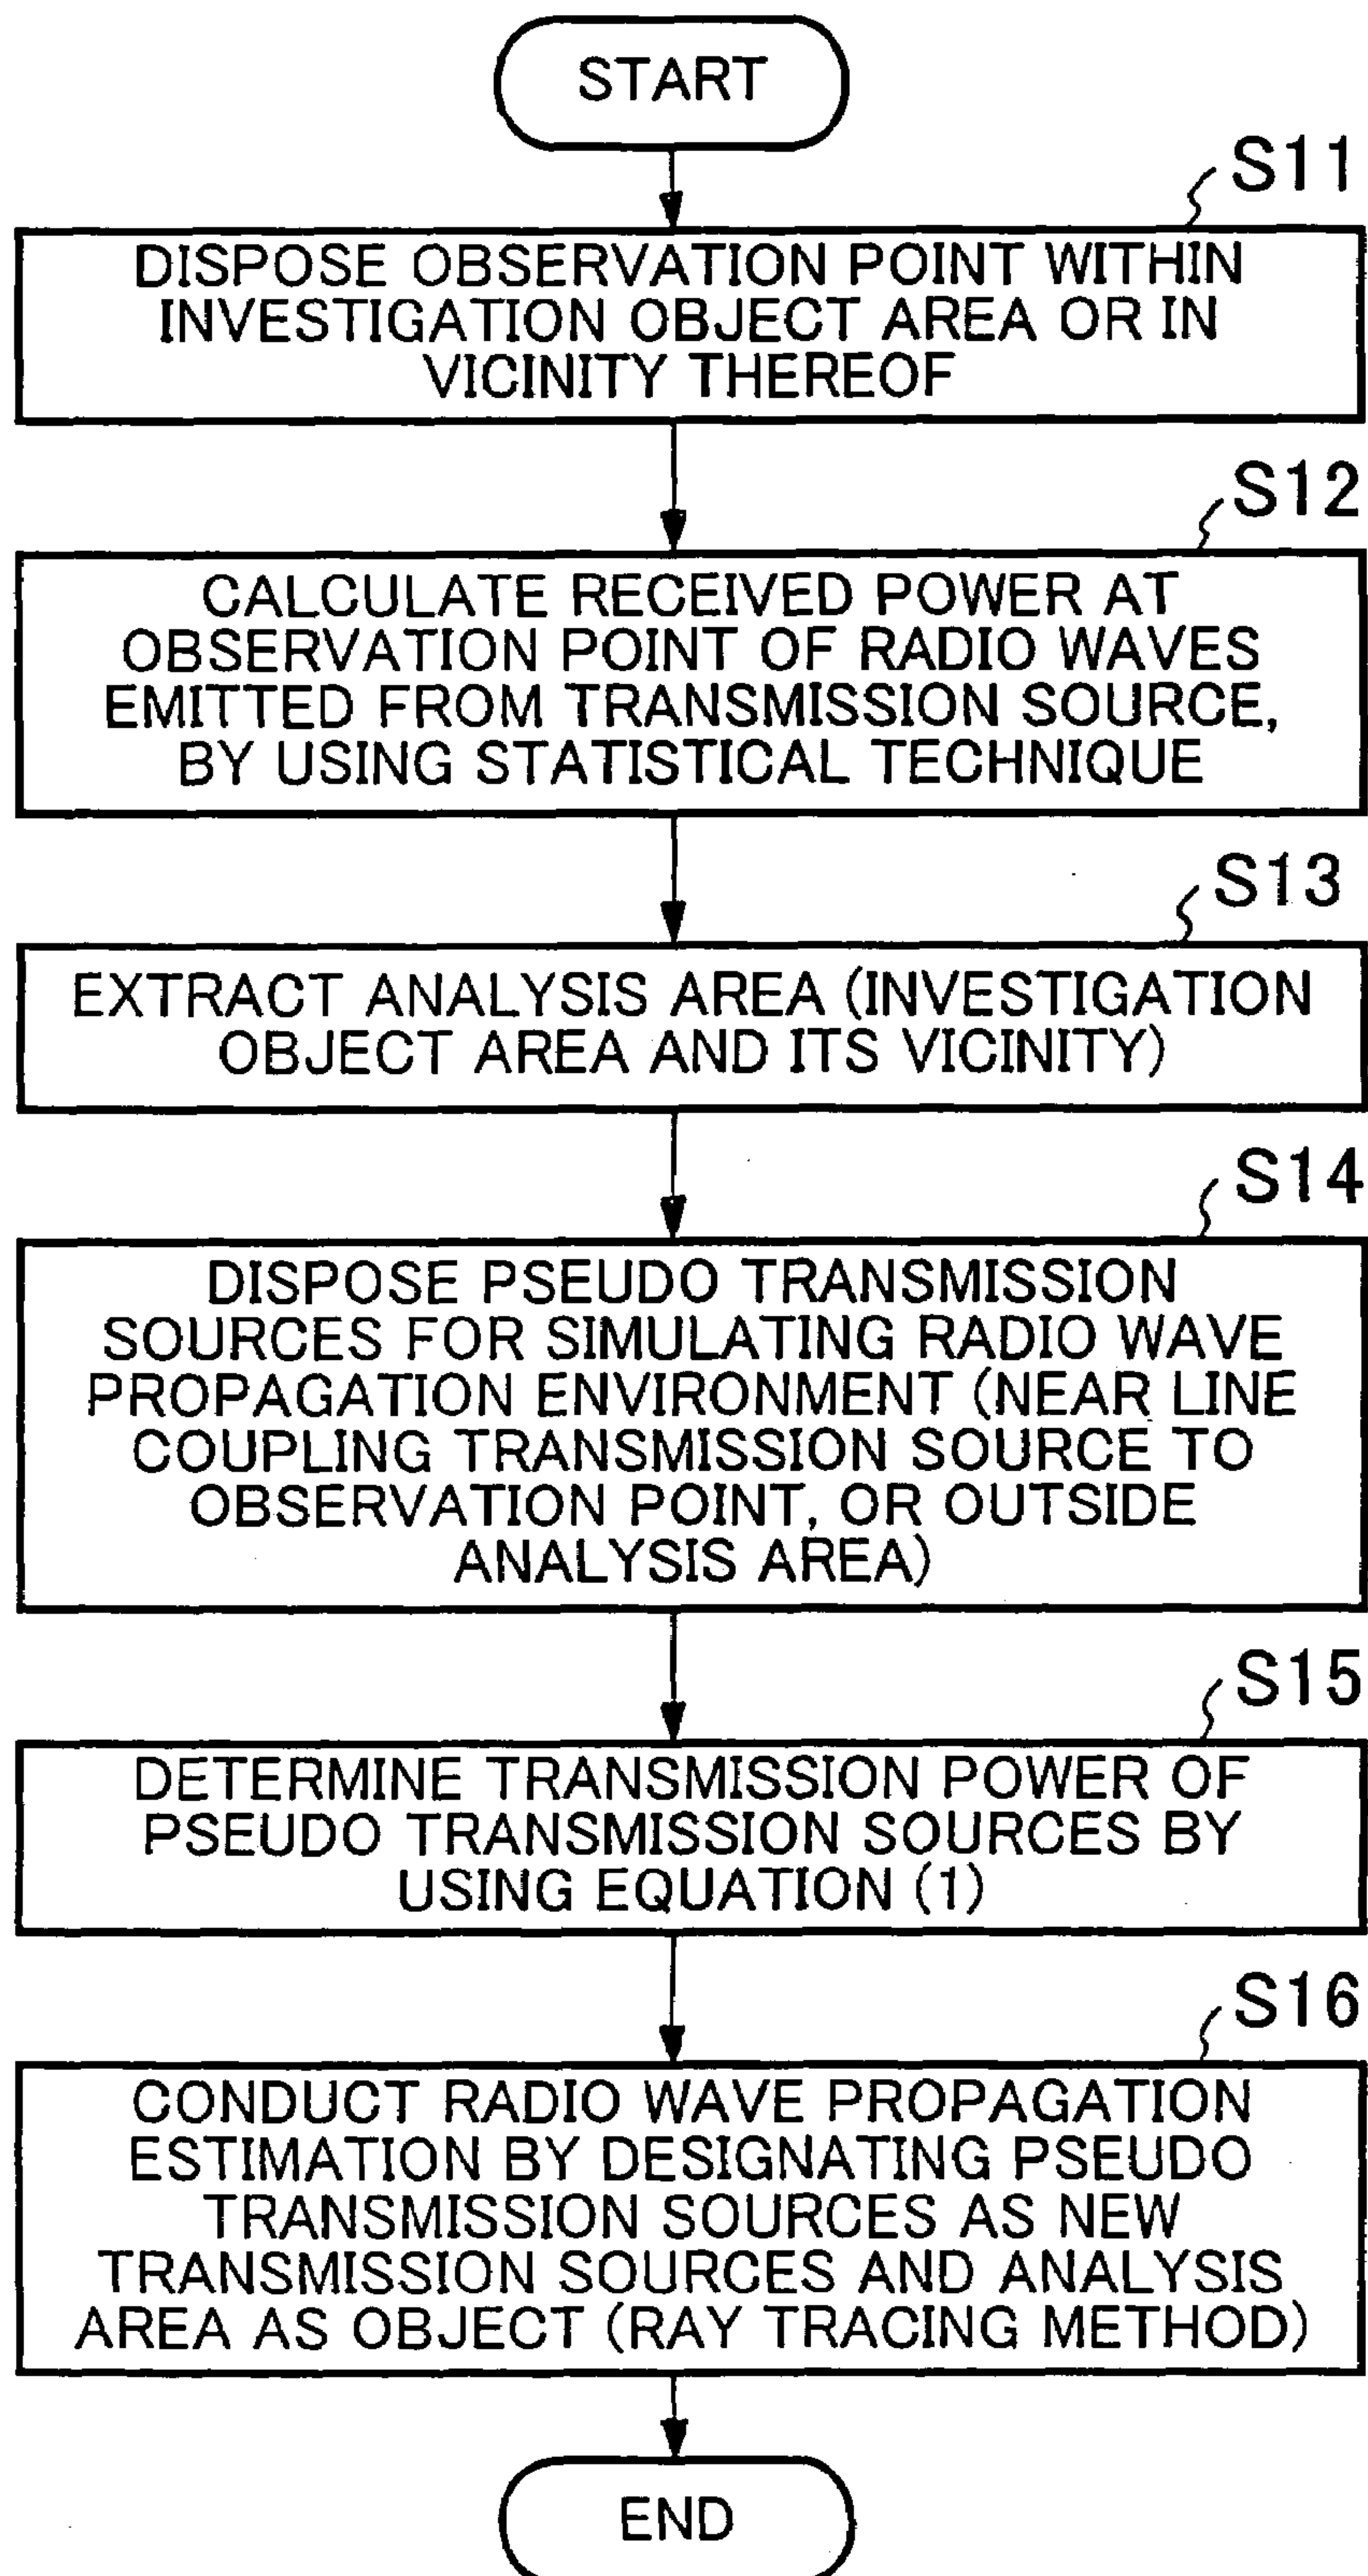 START
S11
DISPOSE OBSERVATION POINT WITHIN
INVESTIGATION OBJECT AREA OR IN
VICINITY THEREOF
S12
CALCULATE RECEIVED POWER AT
OBSERVATION POINT OF RADIO WAVES
EMITTED FROM TRANSMISSION SOURCE,
BY USING STATISTICAL TECHNIQUE
S13
EXTRACT ANALYSIS AREA (INVESTIGATION
OBJECT AREA AND ITS VICINITY)
S14
DISPOSE PSEUDO TRANSMISSION
SOURCES FOR SIMULATING RADIO WAVE
PROPAGATION ENVIRONMENT (NEAR LINE
COUPLING TRANSMISSION SOURCE TO
OBSERVATION POINT, OR OUTSIDE
ANALYSIS AREA)
S15
DETERMINE TRANSMISSION POWER OF
PSEUDO TRANSMISSION SOURCES BY
USING EQUATION (1)
S16
CONDUCT RADIO WAVE PROPAGATION
ESTIMATION BY DESIGNATING PSEUDO
TRANSMISSION SOURCES AS NEW
TRANSMISSION SOURCES AND ANALYSIS
AREA AS OBJECT (RAY TRACING METHOD)
END